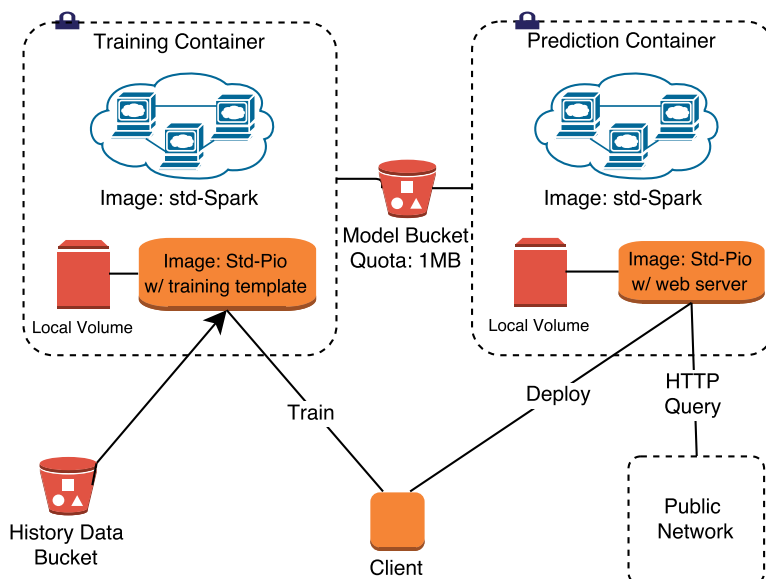 Training Container
Prediction Container
Image: std-Spark
Image: std-Spark
Model Bucket
Quota: 1MB
Image: Std-Pio
w/ training template
Local Volume
Image: Std-Pio
w/ web server
Local Volume
Train
Deploy
HTTP
Query
History Data
Bucket
Client
Public
Network